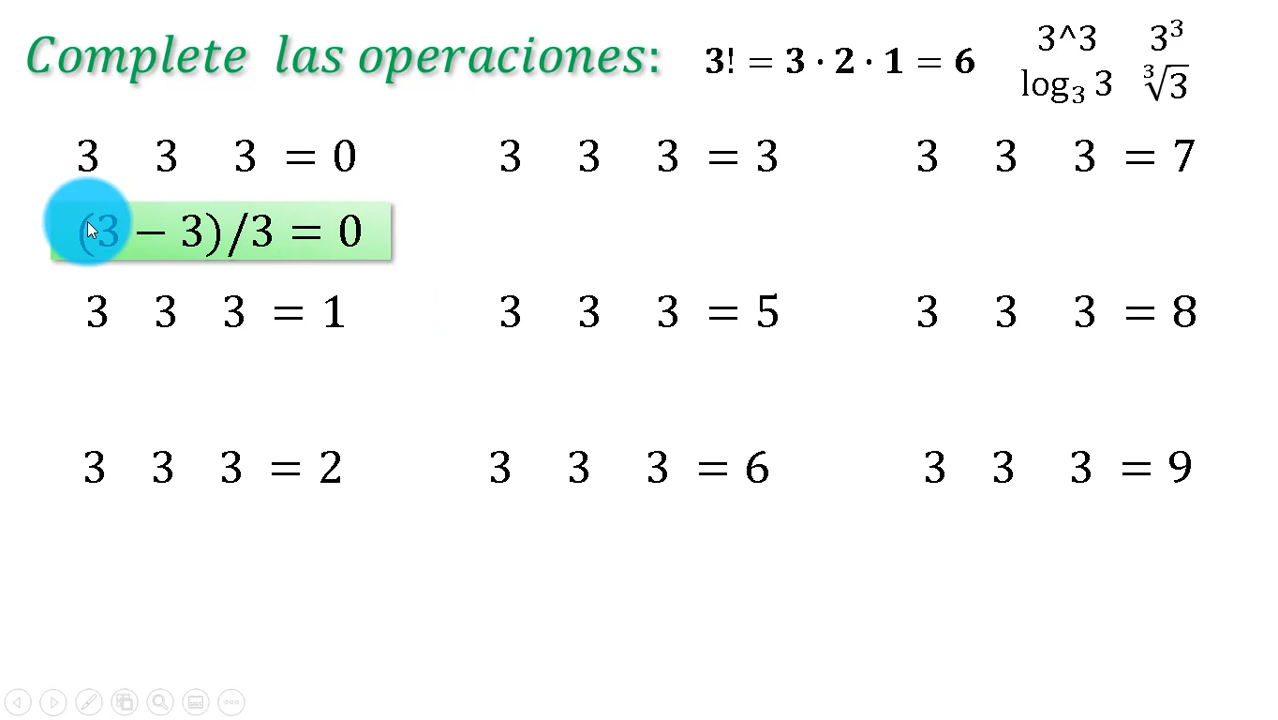 Complete las operaciones:
3! = 3 · 2 · 1 = 6
3^3 3³
log₃ 3 ∛3
3 3 3 = 0
3 3 3 = 3
3 3 3 = 7
(3 − 3)/3 = 0
3 3 3 = 1
3 3 3 = 5
3 3 3 = 8
3 3 3 = 2
3 3 3 = 6
3 3 3 = 9